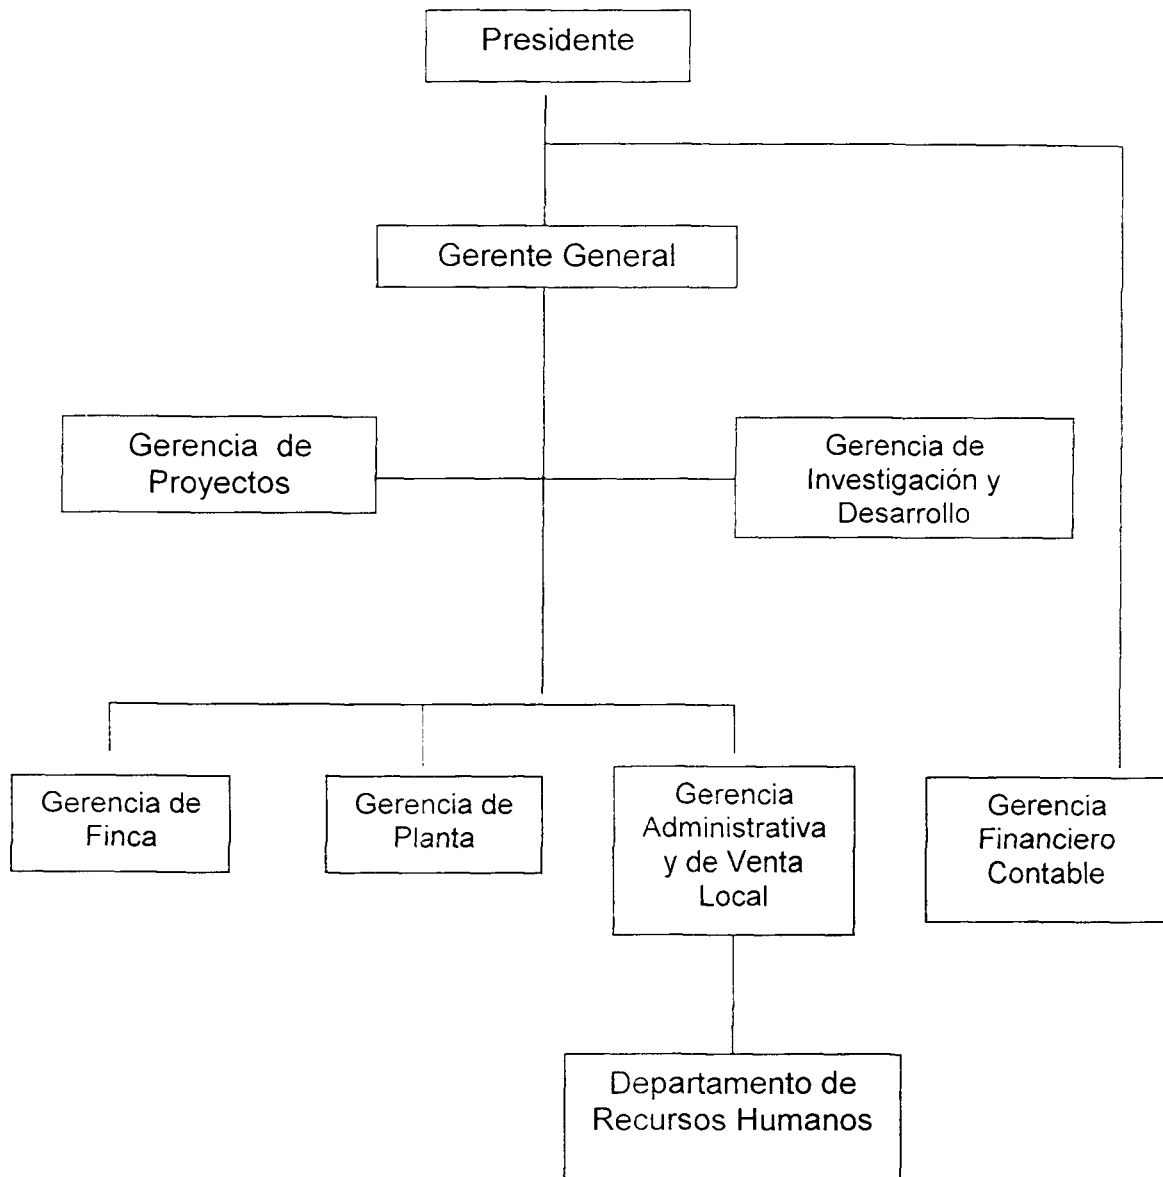 Presidente
Gerente General
Gerencia de
Proyectos
Gerencia de
Investigación y
Desarrollo
Gerencia de
Finca
Gerencia de
Planta
Gerencia
Administrativa
y de Venta
Local
Gerencia
Financiero
Contable
Departamento de
Recursos Humanos